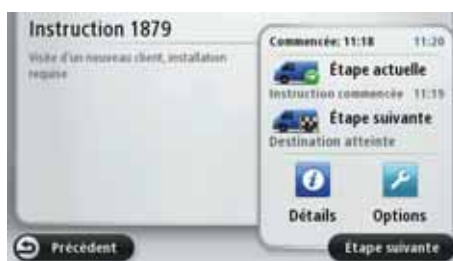 Instruction 1879
Visite d'un nouveau client, installation
requise
Commencée: 11:18 11:20
Étape actuelle
Instruction commencée 11:19
Étape suivante
Destination atteinte
Détails
Options
Précédent
Étape suivante